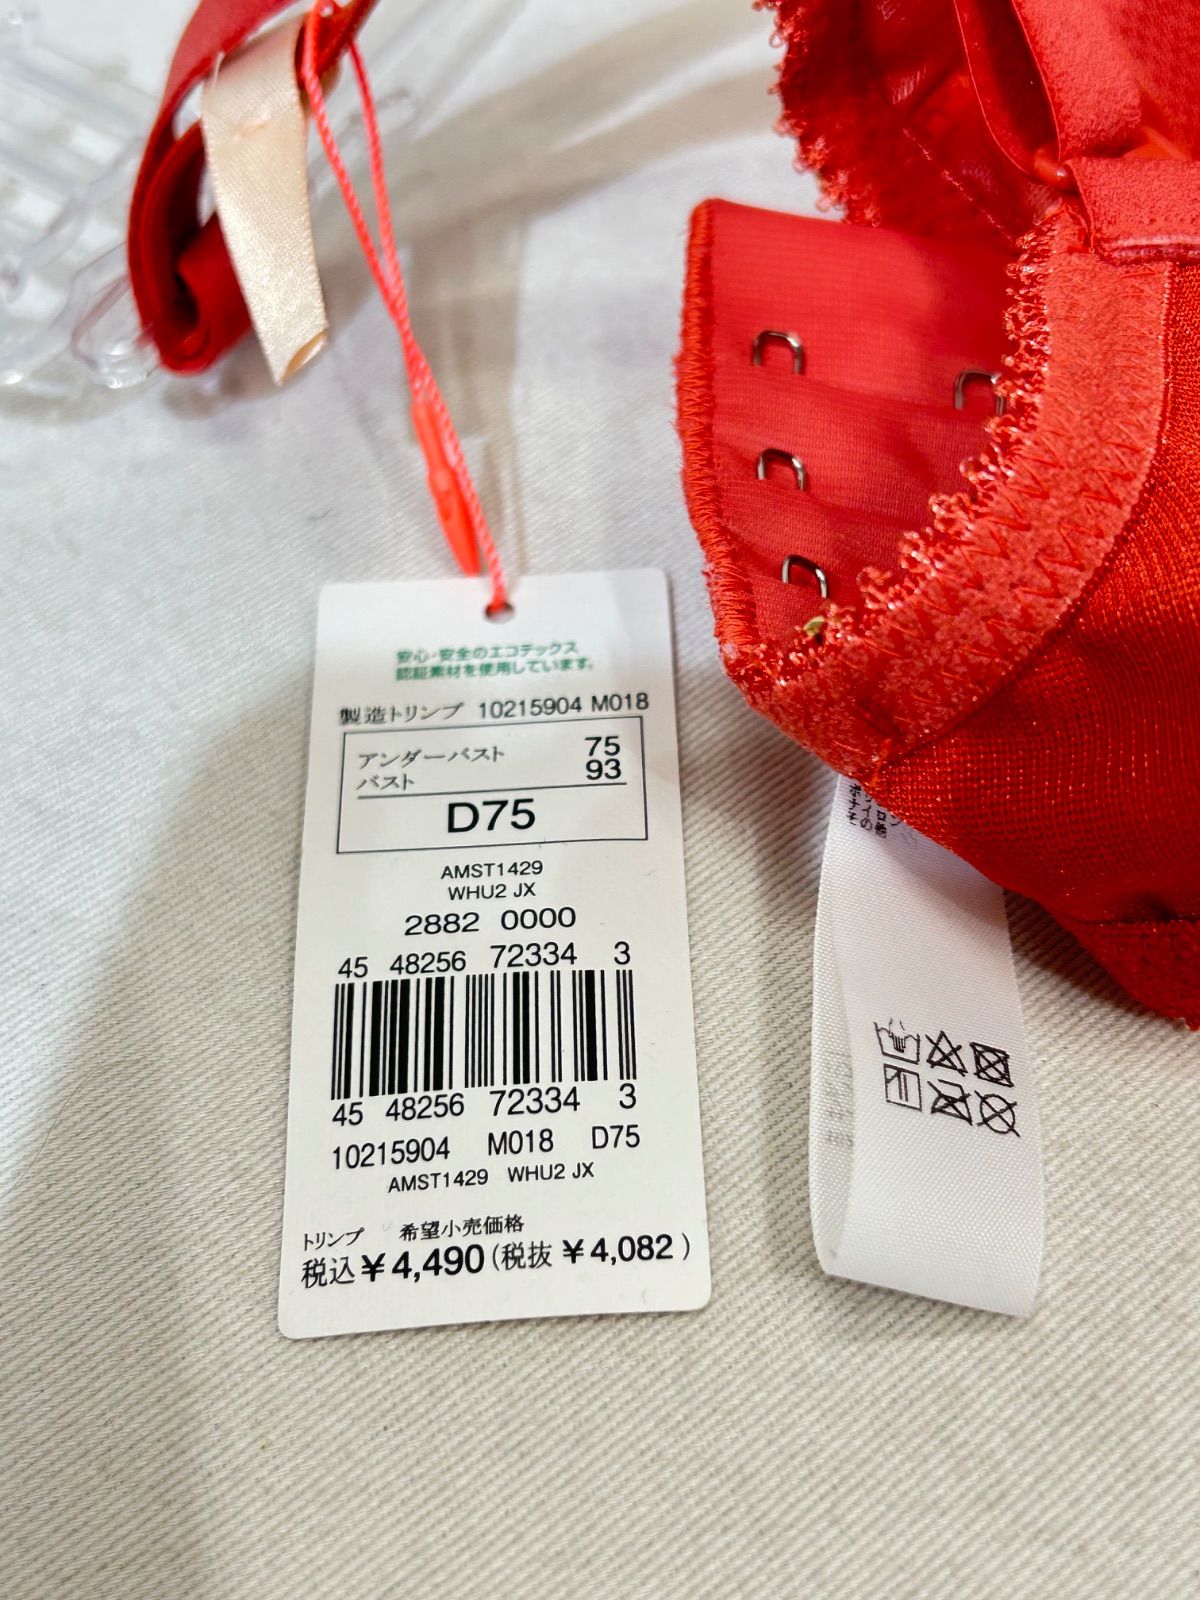 安心・安全のエコテックス
認証素材を使用しています。
製造トリンプ 10215904 M018
アンダーバスト 75
バスト 93
D75
AMST1429
WHU2 JX
2882 0000
45 48256 72334 3
45 48256 72334 3
10215904 M018 D75
AMST1429 WHU2 JX
トリンプ 希望小売価格
税込¥4,490(税抜¥4,082)